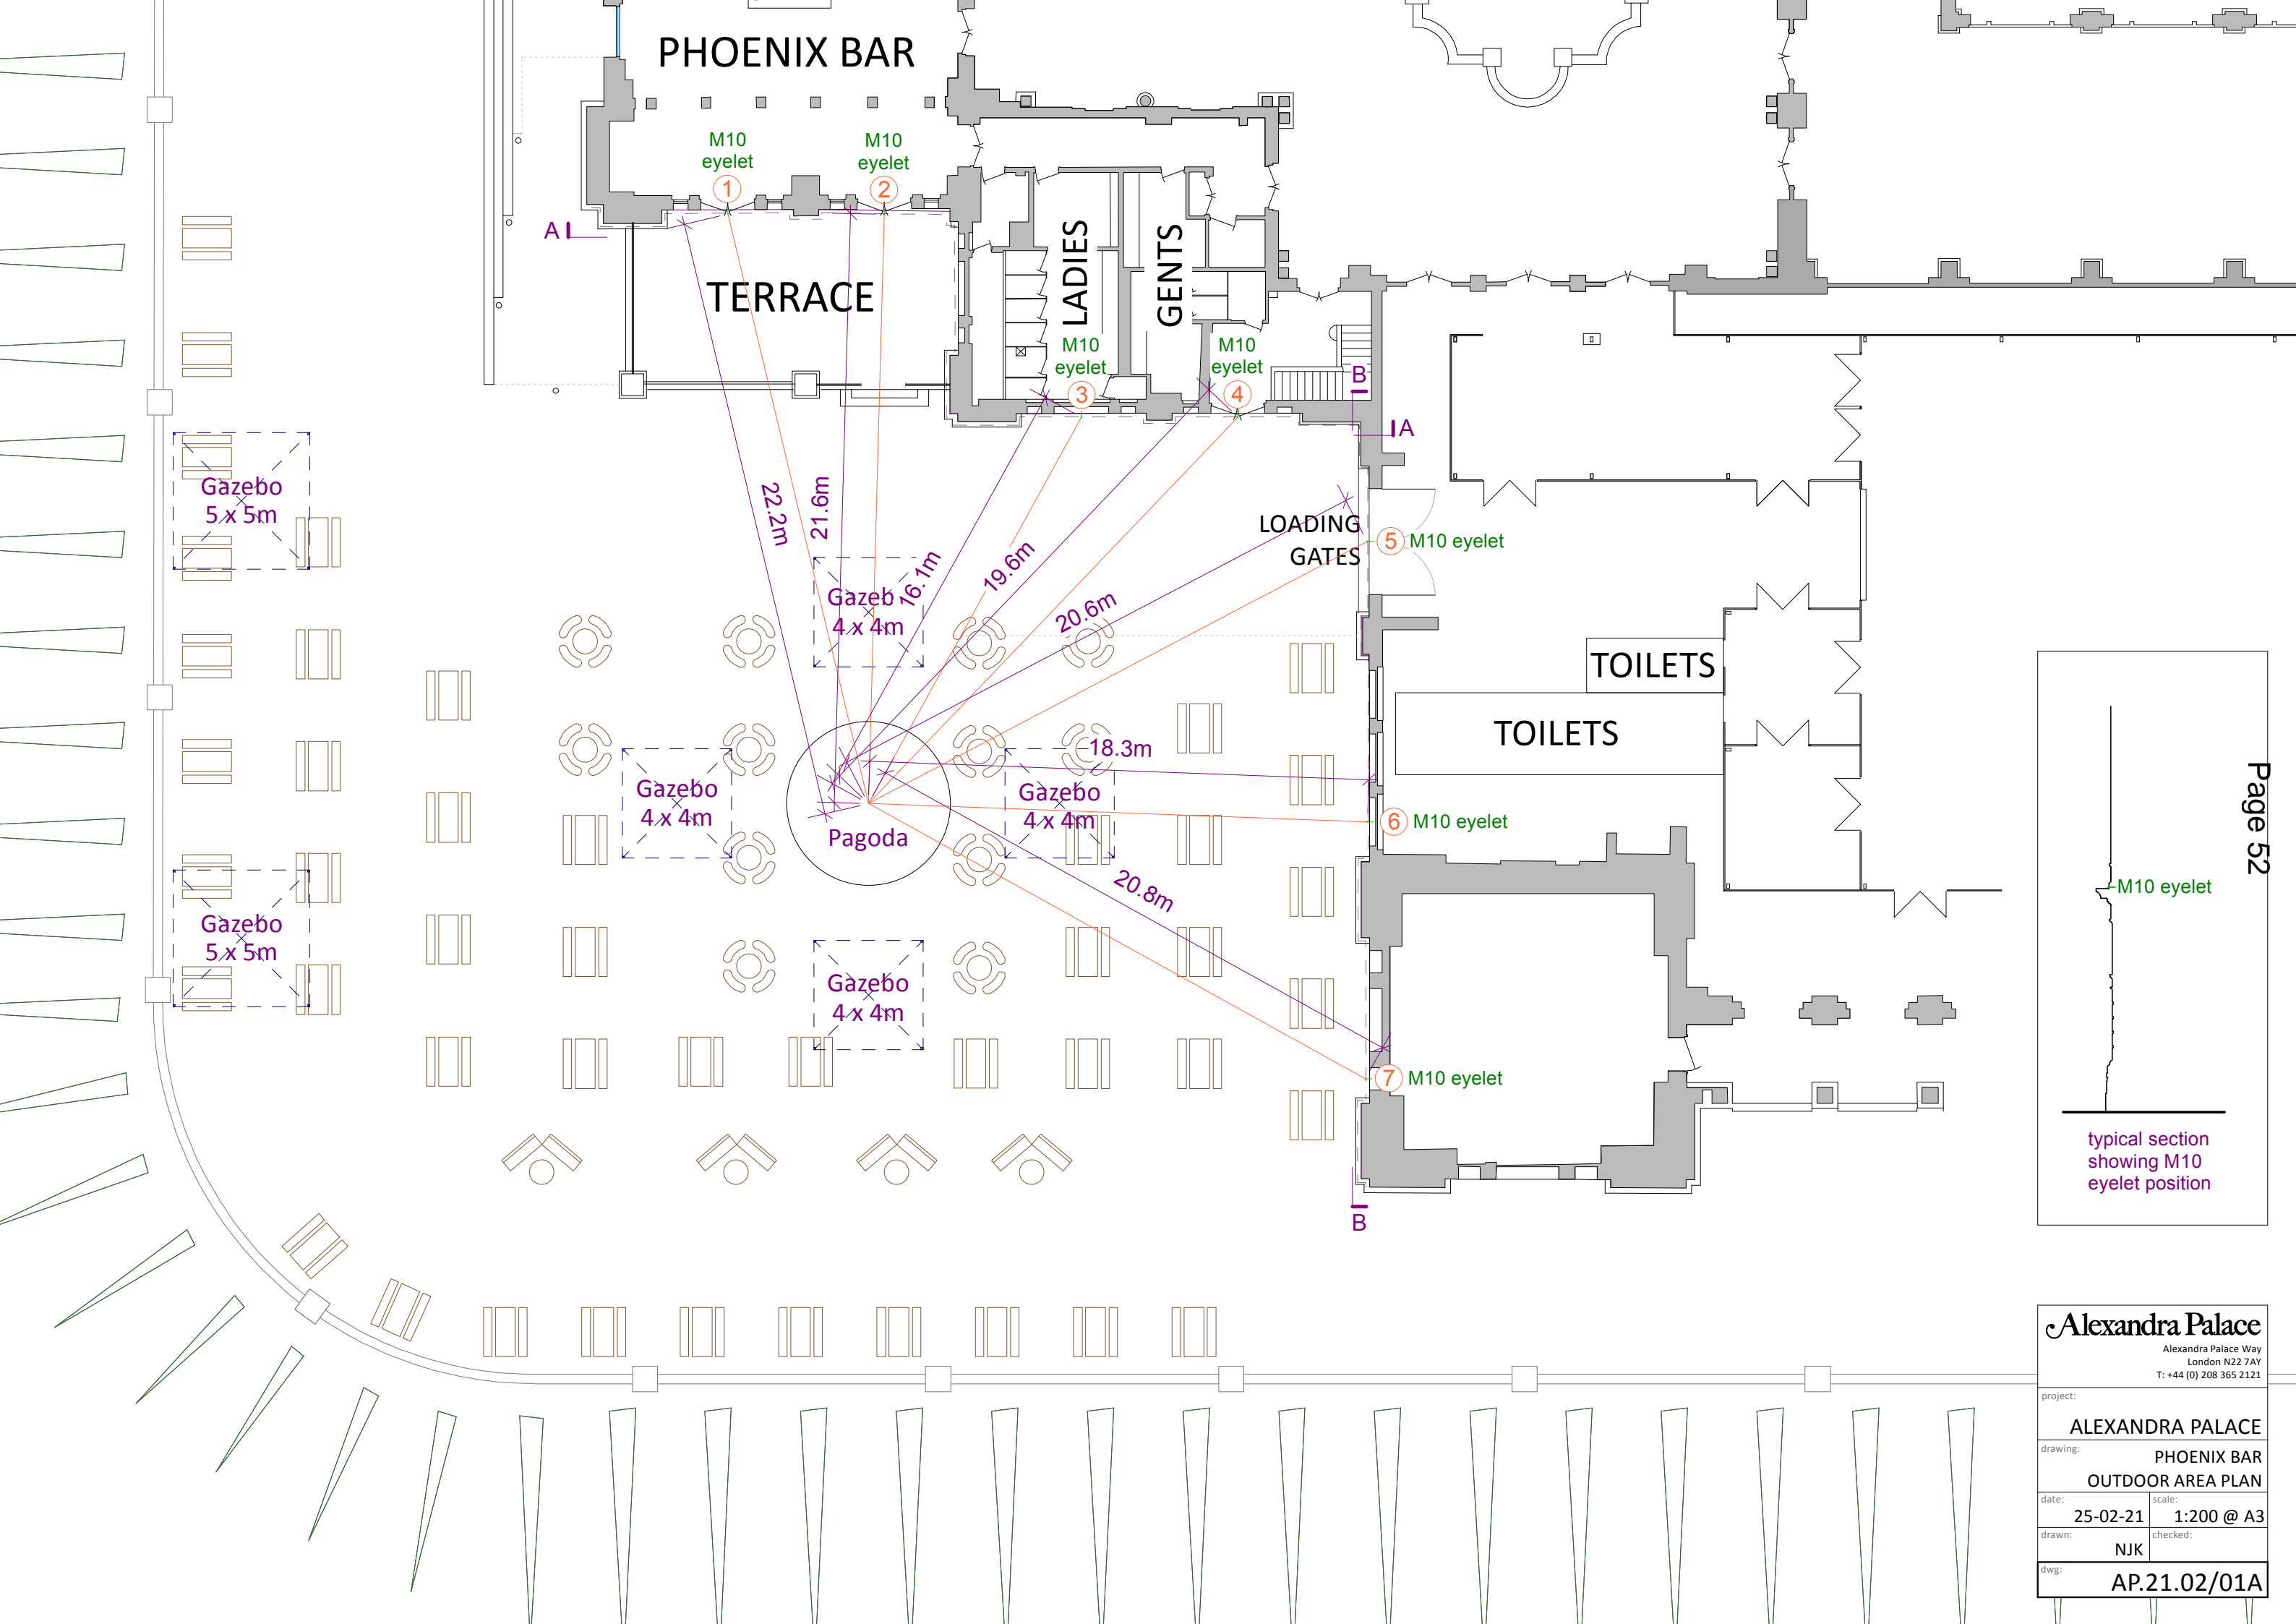 PHOENIX BAR
M10
eyelet
1
M10
eyelet
2
A
TERRACE
LADIES
GENTS
M10
eyelet
3
M10
eyelet
4
B
A
22.2m
21.6m
16.1m
19.6m
20.6m
18.3m
20.8m
LOADING
GATES
5
M10 eyelet
Gazebo
5 x 5m
Gazeb
4 x 4m
TOILETS
TOILETS
Gazebo
4 x 4m
Pagoda
Gazebo
4 x 4m
6
M10 eyelet
Gazebo
5 x 5m
Gazebo
4 x 4m
7
M10 eyelet
B
Page 52
M10 eyelet
typical section
showing M10
eyelet position
Alexandra Palace
Alexandra Palace Way
London N22 7AY
T: +44 (0) 208 365 2121
project:
ALEXANDRA PALACE
drawing:
PHOENIX BAR
OUTDOOR AREA PLAN
date:
25-02-21
scale:
1:200 @ A3
drawn:
NJK
checked:
dwg:
AP.21.02/01A